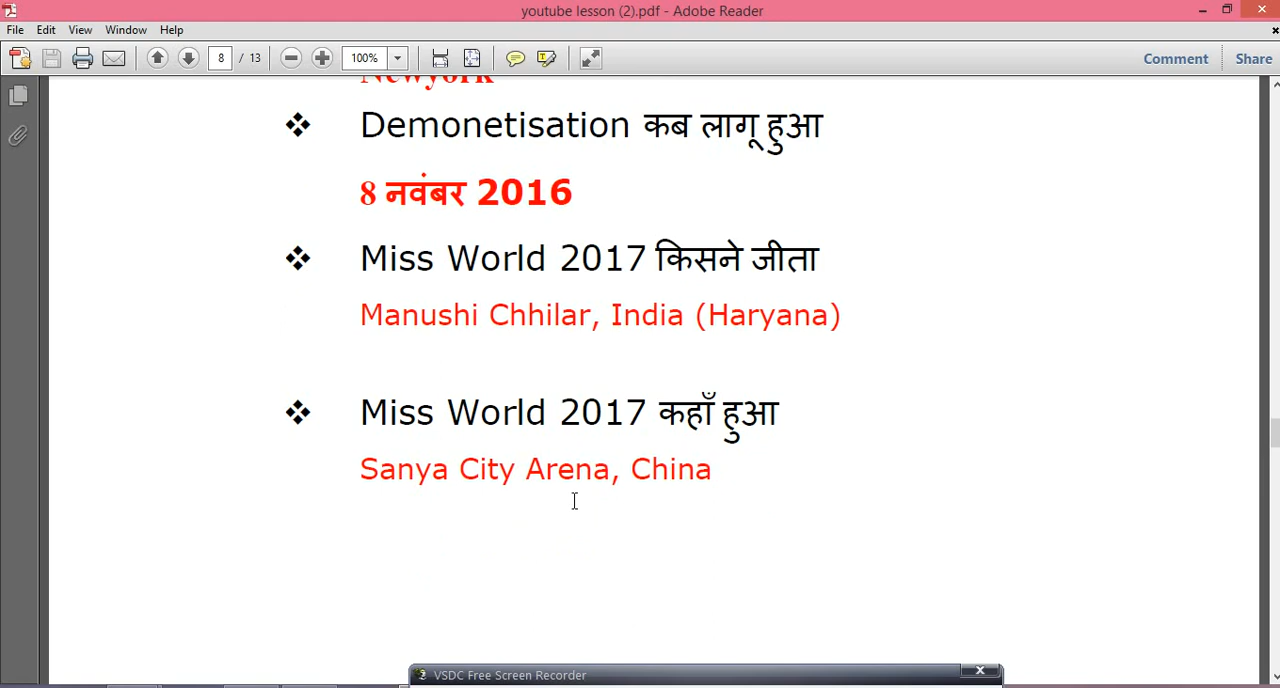 youtube lesson (2).pdf - Adobe Reader
File Edit View Window Help
8 / 13 100% Comment Share
Newyork
❖ Demonetisation कब लागू हुआ
8 नवंबर 2016
❖ Miss World 2017 किसने जीता
Manushi Chhilar, India (Haryana)
❖ Miss World 2017 कहाँ हुआ
Sanya City Arena, China
VSDC Free Screen Recorder